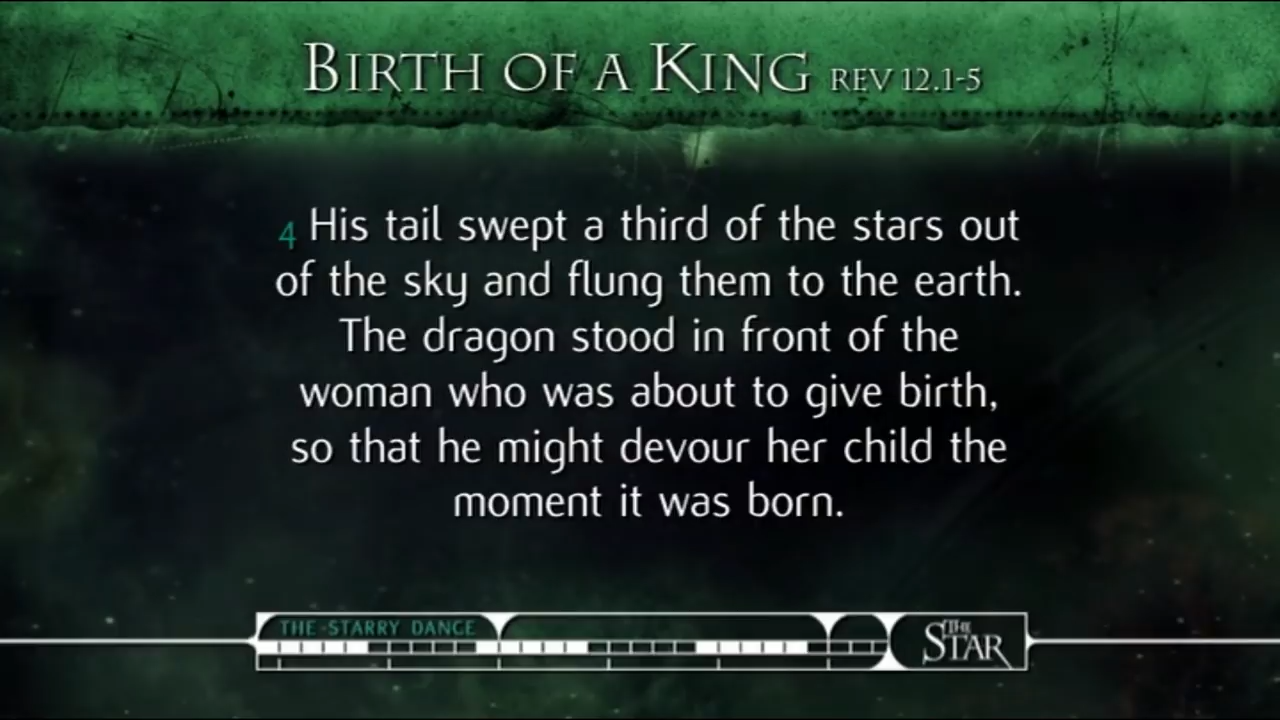 BIRTH OF A KING REV 12.1-5
4 His tail swept a third of the stars out
of the sky and flung them to the earth.
The dragon stood in front of the
woman who was about to give birth,
so that he might devour her child the
moment it was born.
THE STARRY DANCE
THE
STAR